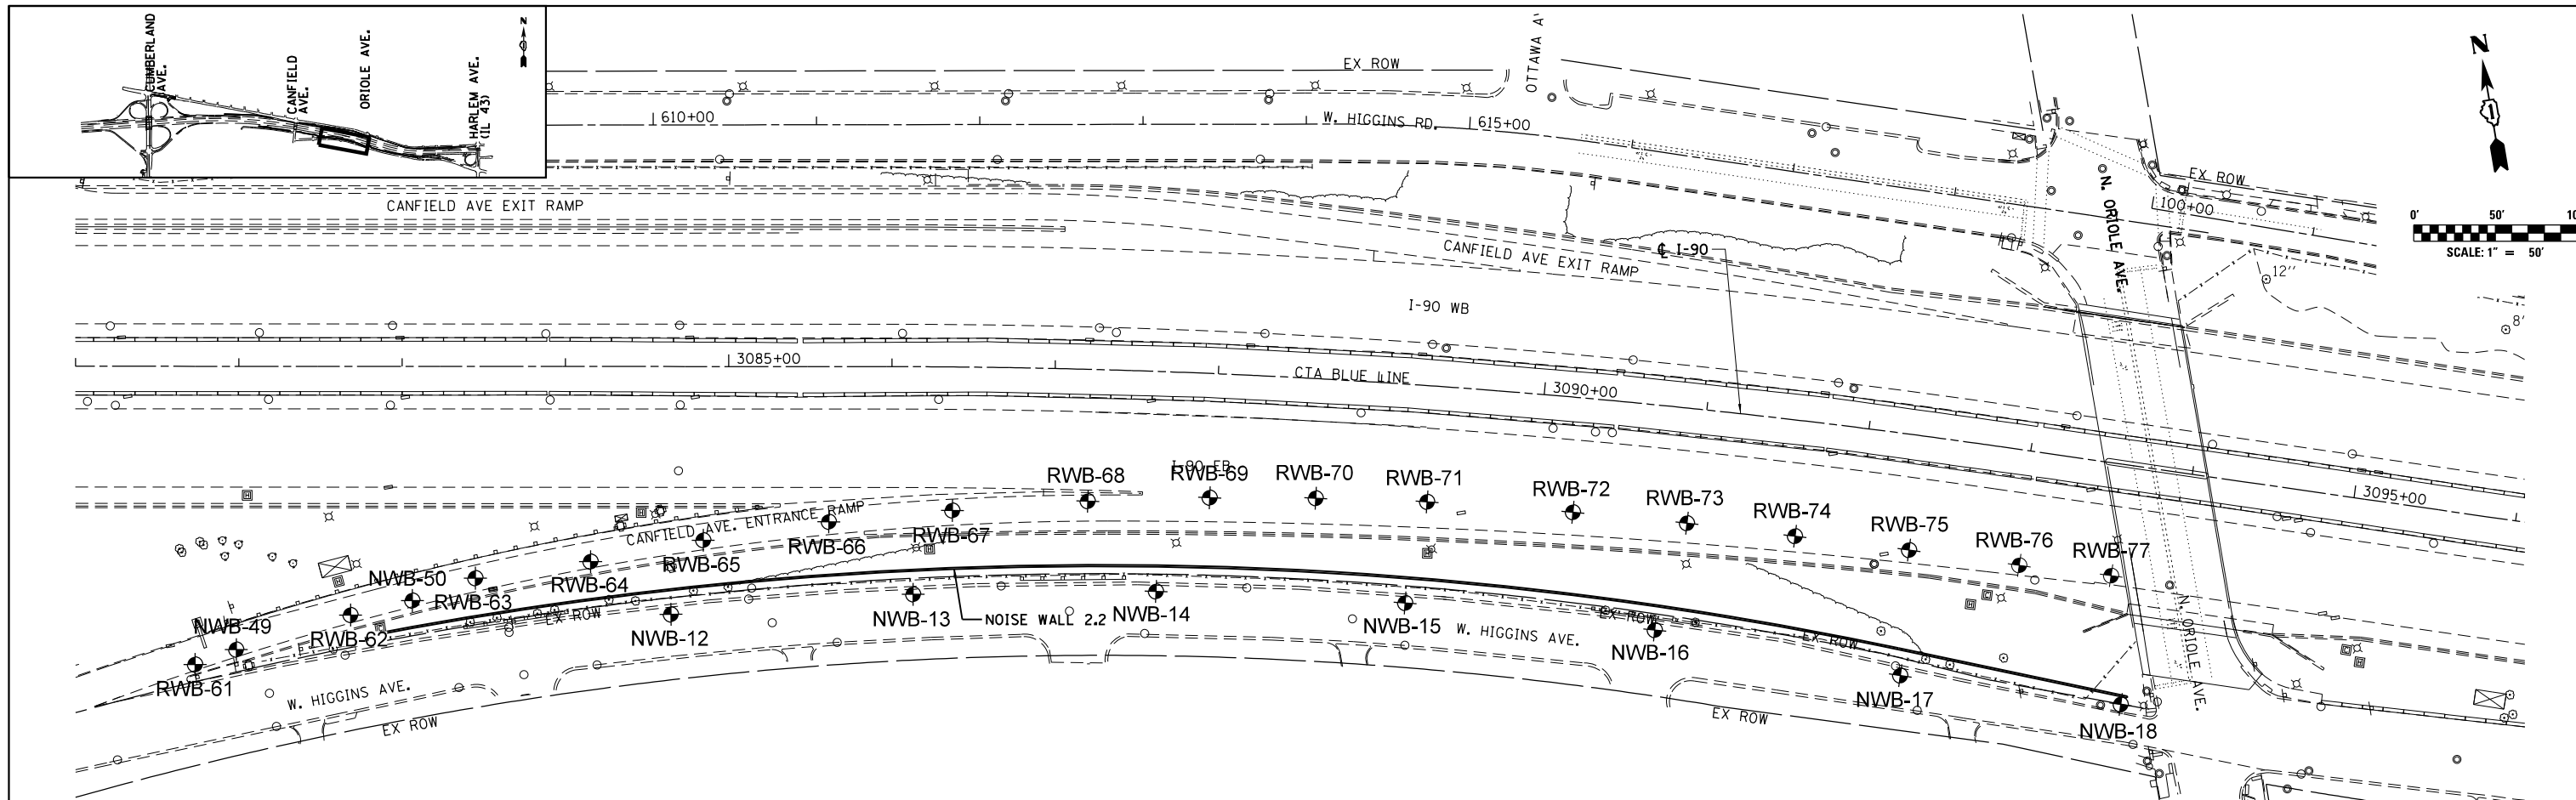 CUMBERLAND
AVE.
CANFIELD
AVE.
ORIOLE AVE.
HARLEM AVE.
(IL 43)
N
EX ROW
OTTAWA AV
610+00
W. HIGGINS RD.
615+00
N
EX ROW
100+00
N. ORIOLE AVE.
0'
50'
10
SCALE: 1" = 50'
CANFIELD AVE EXIT RAMP
CANFIELD AVE EXIT RAMP
℄ I-90
12"
8'
I-90 WB
3085+00
CTA BLUE LINE
3090+00
3095+00
I-90 EB
RWB-68
RWB-69
RWB-70
RWB-71
RWB-72
RWB-73
RWB-74
RWB-75
RWB-76
RWB-77
CANFIELD AVE. ENTRANCE RAMP
RWB-67
RWB-66
RWB-65
RWB-64
NWB-50
RWB-63
NWB-49
RWB-62
RWB-61
EX ROW
NWB-12
NWB-13
NOISE WALL 2.2
NWB-14
NWB-15
W. HIGGINS AVE.
EX ROW
NWB-16
EX ROW
NWB-17
N. ORIOLE AVE.
NWB-18
W. HIGGINS AVE.
EX ROW
EX ROW